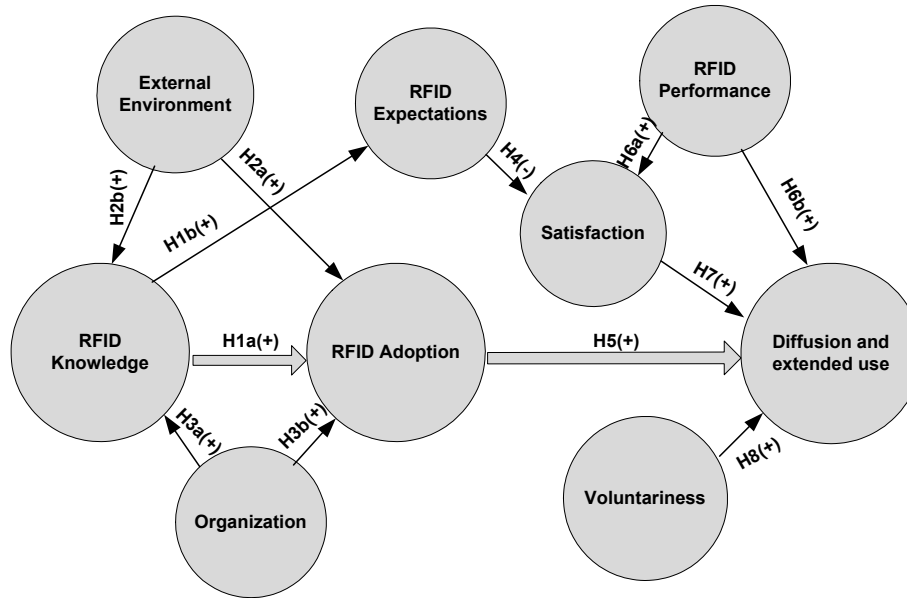 External
Environment
RFID
Expectations
RFID
Performance
H2b(+)
H2a(+)
H1b(+)
H4(-)
H6a(+)
H6b(+)
Satisfaction
H7(+)
RFID
Knowledge
H1a(+)
RFID Adoption
H5(+)
Diffusion and
extended use
H3a(+)
H3b(+)
Organization
Voluntariness
H8(+)